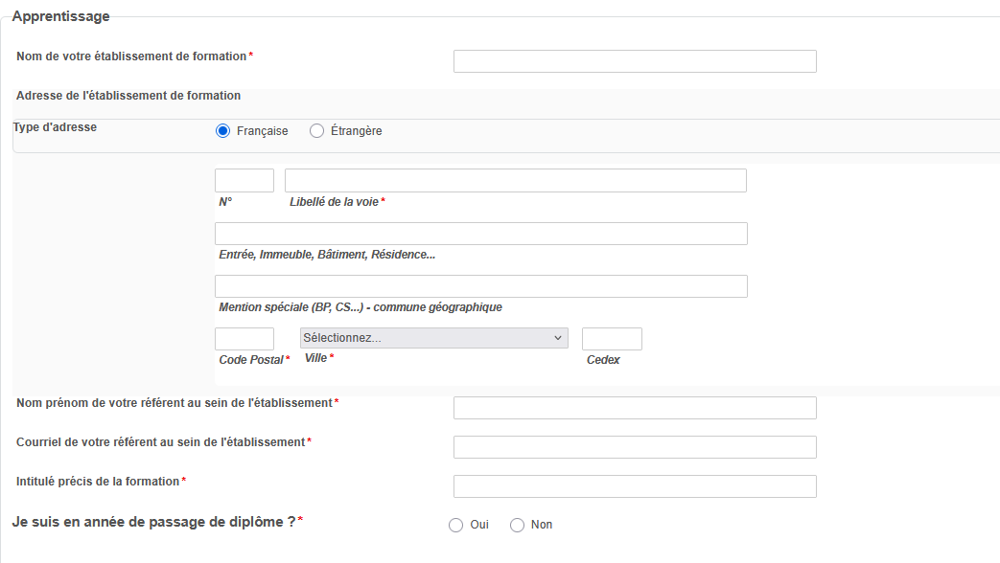 Apprentissage
Nom de votre établissement de formation*
Adresse de l'établissement de formation
Type d'adresse Française Étrangère
N° Libellé de la voie*
Entrée, Immeuble, Bâtiment, Résidence...
Mention spéciale (BP, CS...) - commune géographique
Sélectionnez...
Code Postal* Ville* Cedex
Nom prénom de votre référent au sein de l'établissement*
Courriel de votre référent au sein de l'établissement*
Intitulé précis de la formation*
Je suis en année de passage de diplôme ?* Oui Non